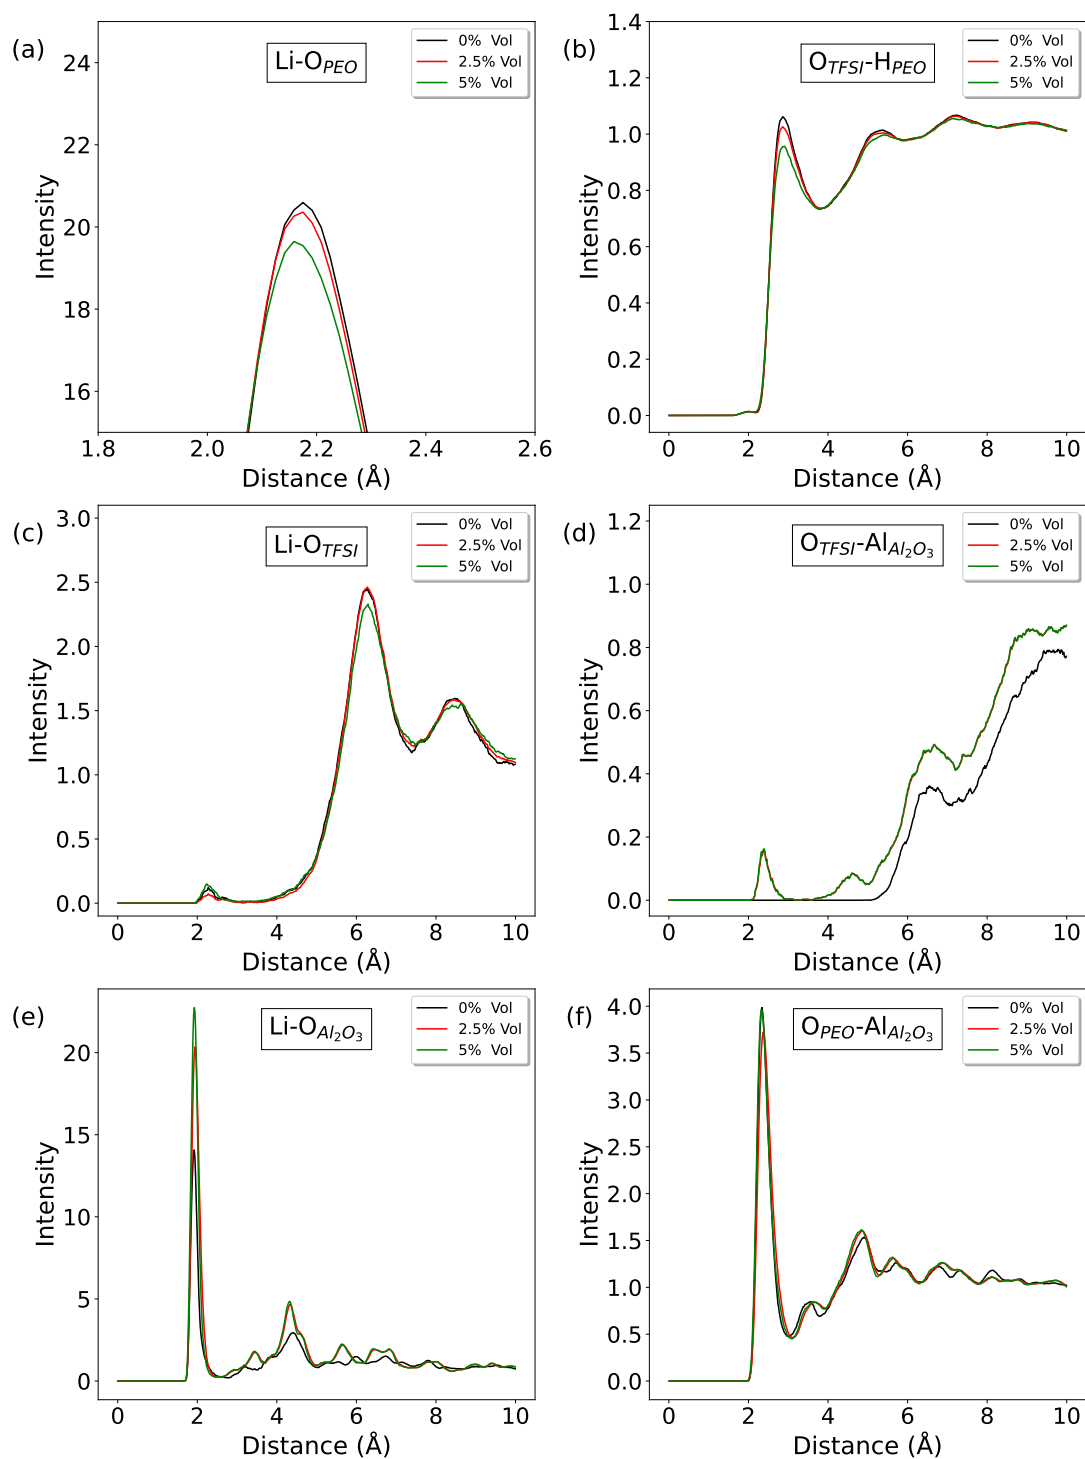 (a)
Li-O_PEO
0% Vol
2.5% Vol
5% Vol
24
22
20
18
16
Intensity
1.8 2.0 2.2 2.4 2.6
Distance (Å)
(b)
O_TFSI-H_PEO
0% Vol
2.5% Vol
5% Vol
1.4
1.2
1.0
0.8
0.6
0.4
0.2
0.0
Intensity
0 2 4 6 8 10
Distance (Å)
(c)
Li-O_TFSI
0% Vol
2.5% Vol
5% Vol
3.0
2.5
2.0
1.5
1.0
0.5
0.0
Intensity
0 2 4 6 8 10
Distance (Å)
(d)
O_TFSI-Al_Al₂O₃
0% Vol
2.5% Vol
5% Vol
1.2
1.0
0.8
0.6
0.4
0.2
0.0
Intensity
0 2 4 6 8 10
Distance (Å)
(e)
Li-O_Al₂O₃
0% Vol
2.5% Vol
5% Vol
20
15
10
5
0
Intensity
0 2 4 6 8 10
Distance (Å)
(f)
O_PEO-Al_Al₂O₃
0% Vol
2.5% Vol
5% Vol
4.0
3.5
3.0
2.5
2.0
1.5
1.0
0.5
0.0
Intensity
0 2 4 6 8 10
Distance (Å)